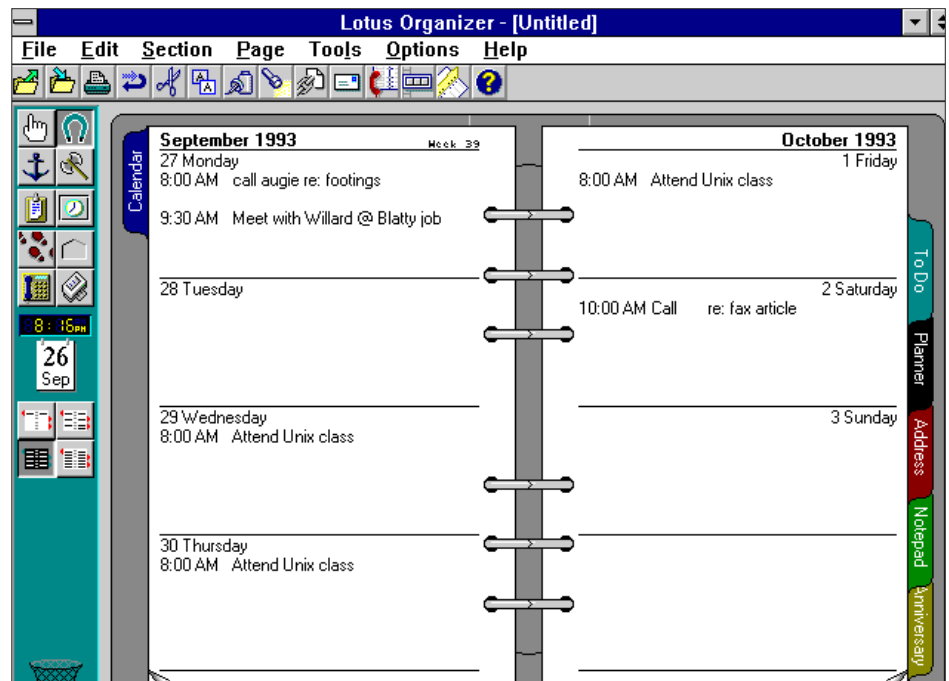 Lotus Organizer - [Untitled]
File Edit Section Page Tools Options Help
Calendar
September 1993 Week 39
27 Monday
8:00 AM call augie re: footings
9:30 AM Meet with Willard @ Blatty job
28 Tuesday
29 Wednesday
8:00 AM Attend Unix class
30 Thursday
8:00 AM Attend Unix class
October 1993
1 Friday
8:00 AM Attend Unix class
2 Saturday
10:00 AM Call re: fax article
3 Sunday
To Do
Planner
Address
Notepad
Anniversary
8:16PM
26
Sep